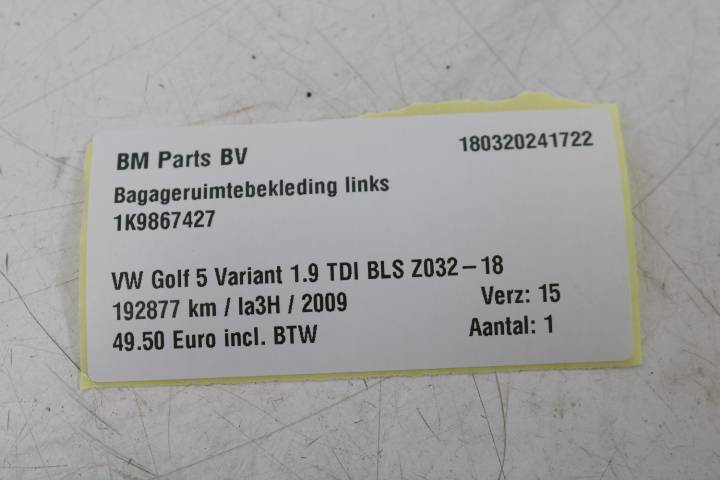 BM Parts BV 180320241722
Bagageruimtebekleding links
1K9867427
VW Golf 5 Variant 1.9 TDI BLS Z032-18
192877 km / la3H / 2009 Verz: 15
49.50 Euro incl. BTW Aantal: 1